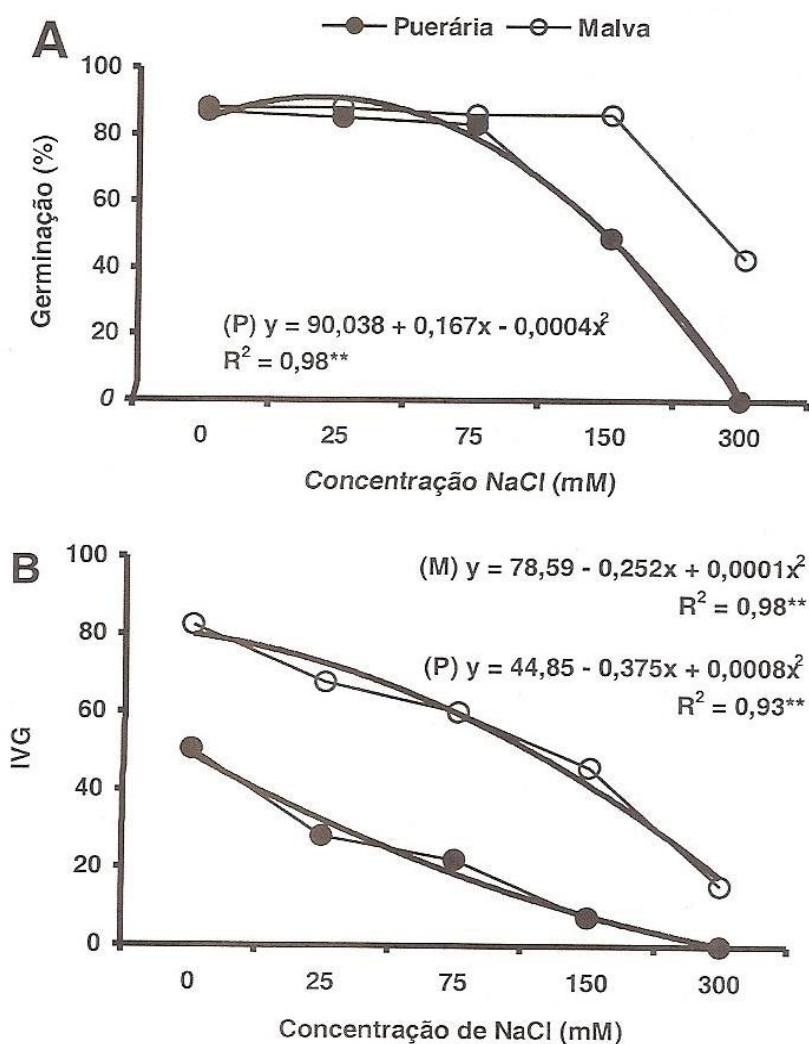 A
Puerária Malva
100
80
60
40
20
0
Germinação (%)
(P) y = 90,038 + 0,167x - 0,0004x²
R² = 0,98**
0 25 75 150 300
Concentração NaCl (mM)
B
100
80
60
40
20
0
IVG
(M) y = 78,59 - 0,252x + 0,0001x²
R² = 0,98**
(P) y = 44,85 - 0,375x + 0,0008x²
R² = 0,93**
0 25 75 150 300
Concentração de NaCl (mM)